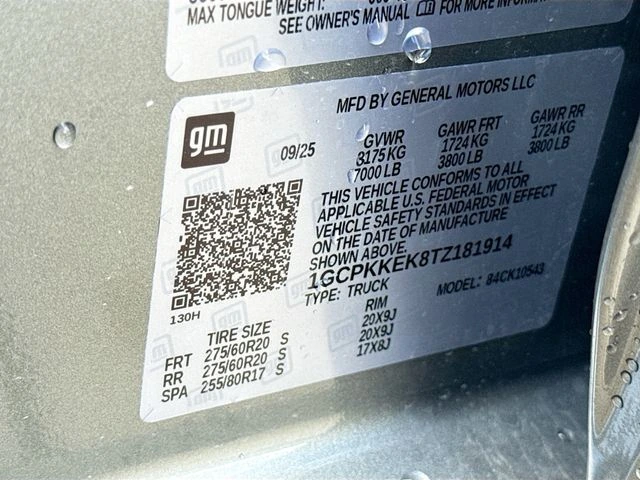 MAX TONGUE WEIGHT:
SEE OWNER'S MANUAL FOR MORE INFORMATION
MFD BY GENERAL MOTORS LLC
gm
09/25
GVWR GAWR FRT GAWR RR
3175 KG 1724 KG 1724 KG
7000 LB 3800 LB 3800 LB
THIS VEHICLE CONFORMS TO ALL
APPLICABLE U.S. FEDERAL MOTOR
VEHICLE SAFETY STANDARDS IN EFFECT
ON THE DATE OF MANUFACTURE
SHOWN ABOVE.
1GCPKKEK8TZ181914
TYPE: TRUCK MODEL: 84CK10543
130H
TIRE SIZE RIM
FRT 275/60R20 S 20X9J
RR 275/60R20 S 20X9J
SPA 255/80R17 S 17X8J